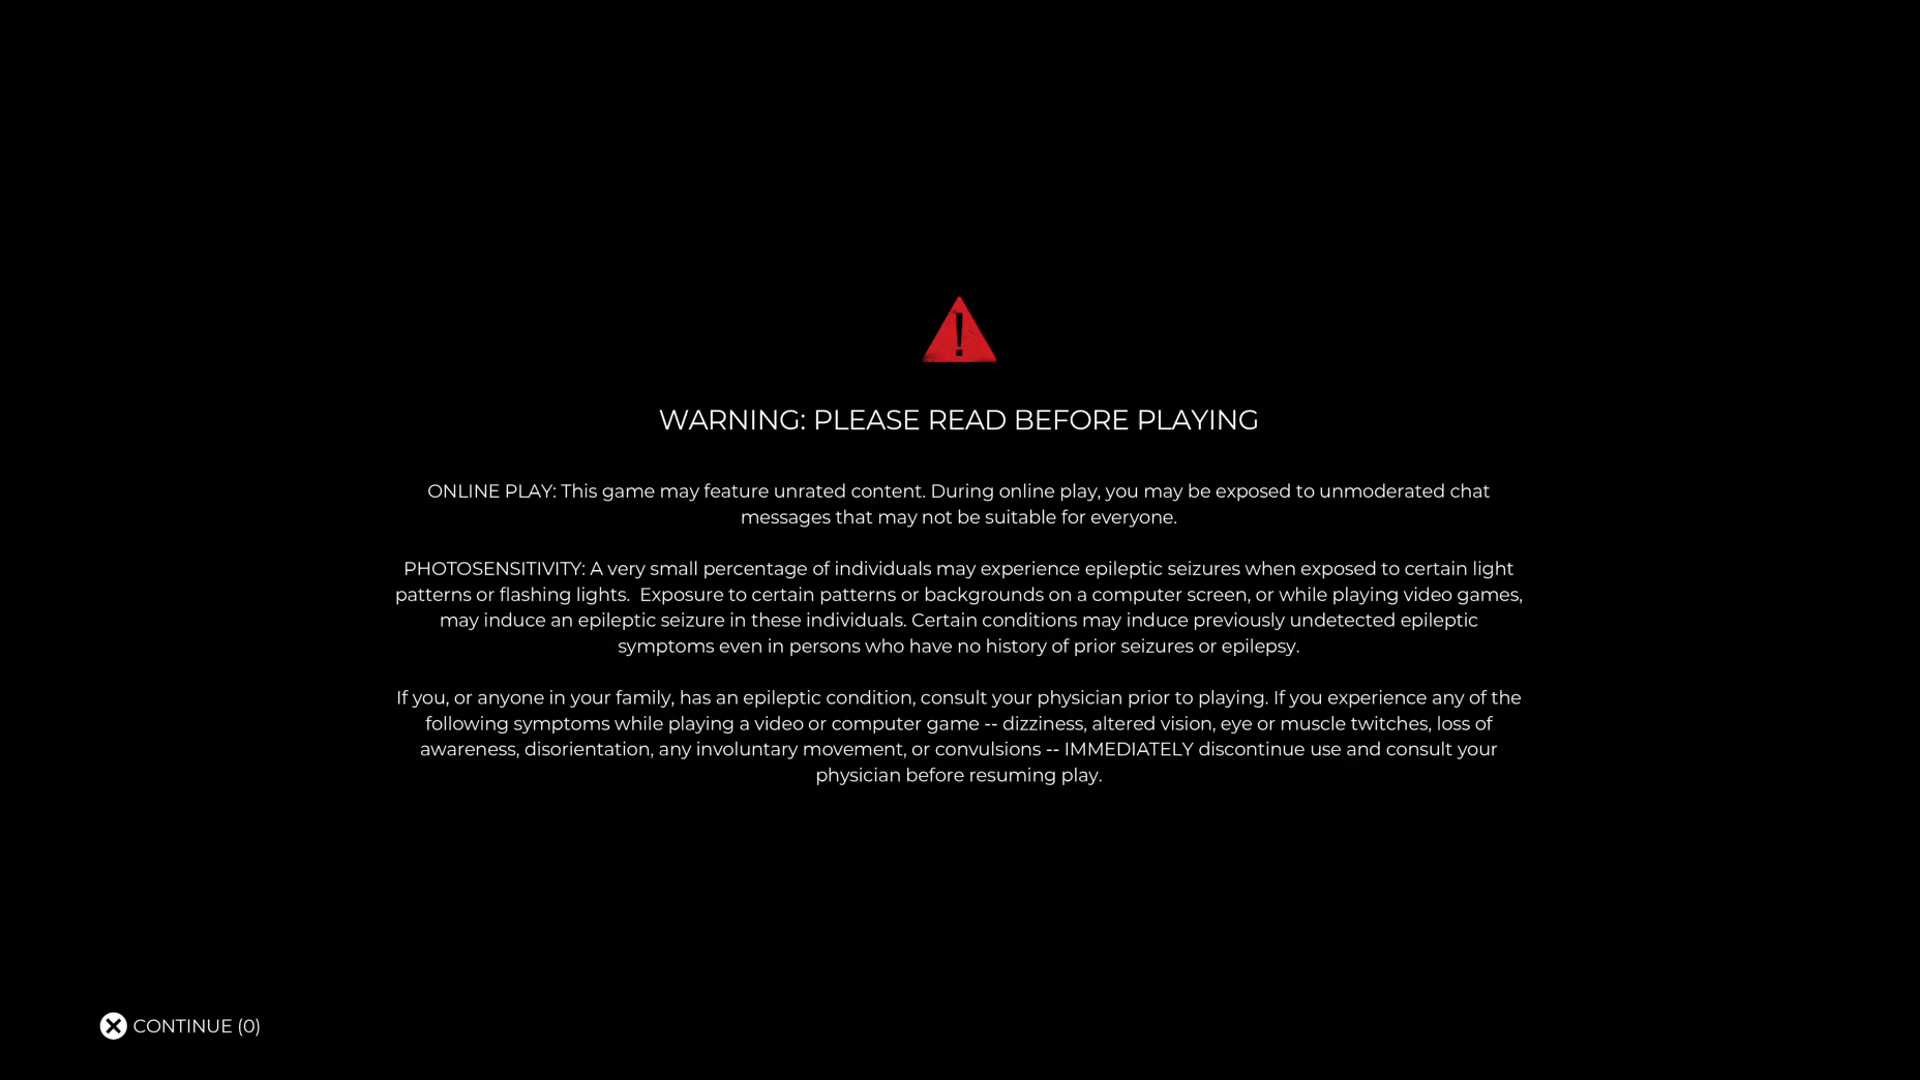 WARNING: PLEASE READ BEFORE PLAYING
ONLINE PLAY: This game may feature unrated content. During online play, you may be exposed to unmoderated chat
messages that may not be suitable for everyone.
PHOTOSENSITIVITY: A very small percentage of individuals may experience epileptic seizures when exposed to certain light
patterns or flashing lights.  Exposure to certain patterns or backgrounds on a computer screen, or while playing video games,
may induce an epileptic seizure in these individuals. Certain conditions may induce previously undetected epileptic
symptoms even in persons who have no history of prior seizures or epilepsy.
If you, or anyone in your family, has an epileptic condition, consult your physician prior to playing. If you experience any of the
following symptoms while playing a video or computer game -- dizziness, altered vision, eye or muscle twitches, loss of
awareness, disorientation, any involuntary movement, or convulsions -- IMMEDIATELY discontinue use and consult your
physician before resuming play.
CONTINUE (0)